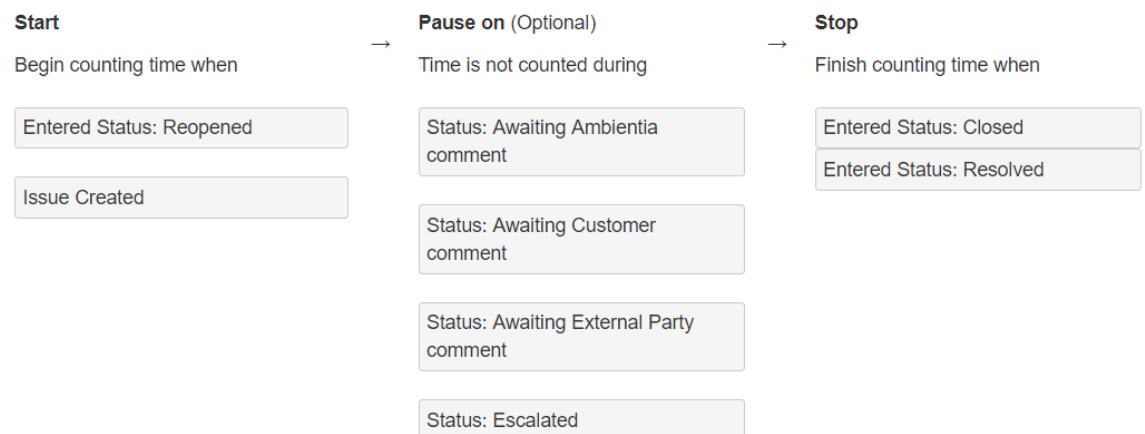 Start
Begin counting time when
Entered Status: Reopened
Issue Created
→
Pause on (Optional)
Time is not counted during
Status: Awaiting Ambientia
comment
Status: Awaiting Customer
comment
Status: Awaiting External Party
comment
Status: Escalated
→
Stop
Finish counting time when
Entered Status: Closed
Entered Status: Resolved